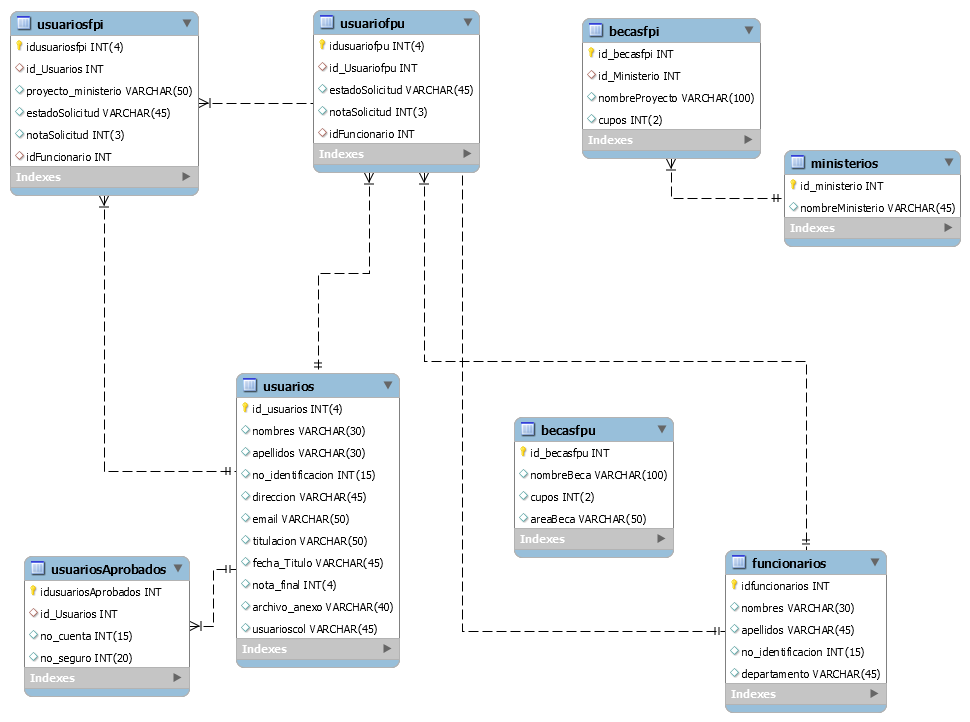 usuariosfpi
idusuariosfpi INT(4)
id_Usuarios INT
proyecto_ministerio VARCHAR(50)
estadoSolicitud VARCHAR(45)
notaSolicitud INT(3)
idFuncionario INT
Indexes
usuariofpu
idusuariofpu INT(4)
id_Usuariofpu INT
estadoSolicitud VARCHAR(45)
notaSolicitud INT(3)
idFuncionario INT
Indexes
becasfpi
id_becasfpi INT
id_Ministerio INT
nombreProyecto VARCHAR(100)
cupos INT(2)
Indexes
ministerios
id_ministerio INT
nombreMinisterio VARCHAR(45)
Indexes
usuarios
id_usuarios INT(4)
nombres VARCHAR(30)
apellidos VARCHAR(30)
no_identificacion INT(15)
direccion VARCHAR(45)
email VARCHAR(50)
titulacion VARCHAR(50)
fecha_Titulo VARCHAR(45)
nota_final INT(4)
archivo_anexo VARCHAR(40)
usuarioscol VARCHAR(45)
Indexes
becasfpu
id_becasfpu INT
nombreBeca VARCHAR(100)
cupos INT(2)
areaBeca VARCHAR(50)
Indexes
usuariosAprobados
idusuariosAprobados INT
id_Usuarios INT
no_cuenta INT(15)
no_seguro INT(20)
Indexes
funcionarios
idfuncionarios INT
nombres VARCHAR(30)
apellidos VARCHAR(45)
no_identificacion INT(15)
departamento VARCHAR(45)
Indexes